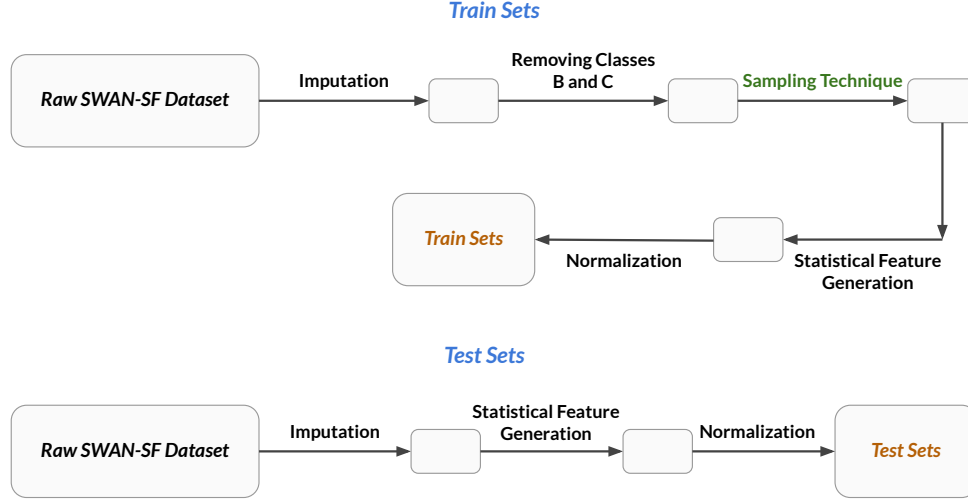 Train Sets
Raw SWAN-SF Dataset
Imputation
Removing Classes
B and C
Sampling Technique
Train Sets
Normalization
Statistical Feature
Generation
Test Sets
Raw SWAN-SF Dataset
Imputation
Statistical Feature
Generation
Normalization
Test Sets